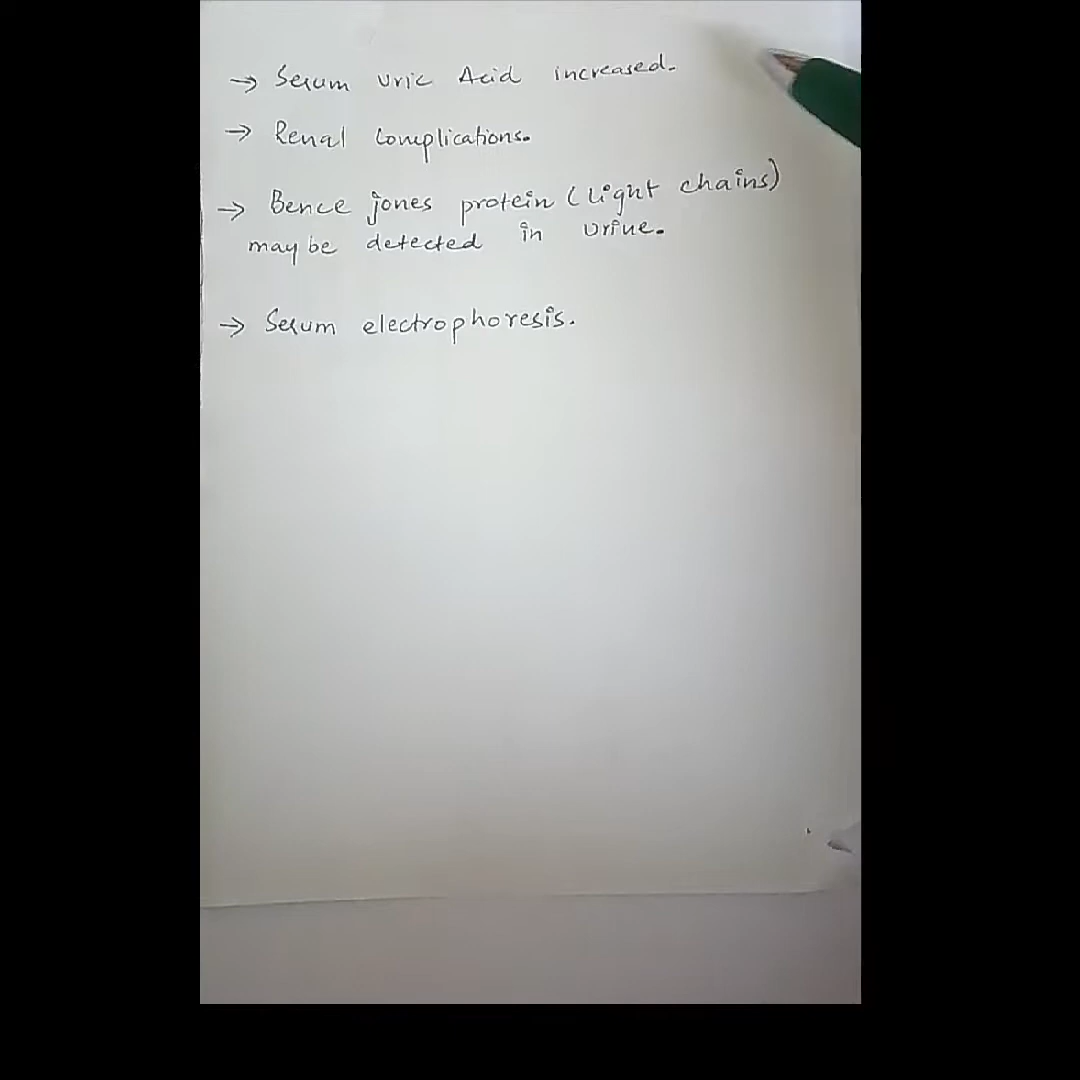 → Serum Uric Acid increased.
→ Renal Complications.
→ Bence jones protein (Light chains)
may be detected in urine.
→ Serum electrophoresis.